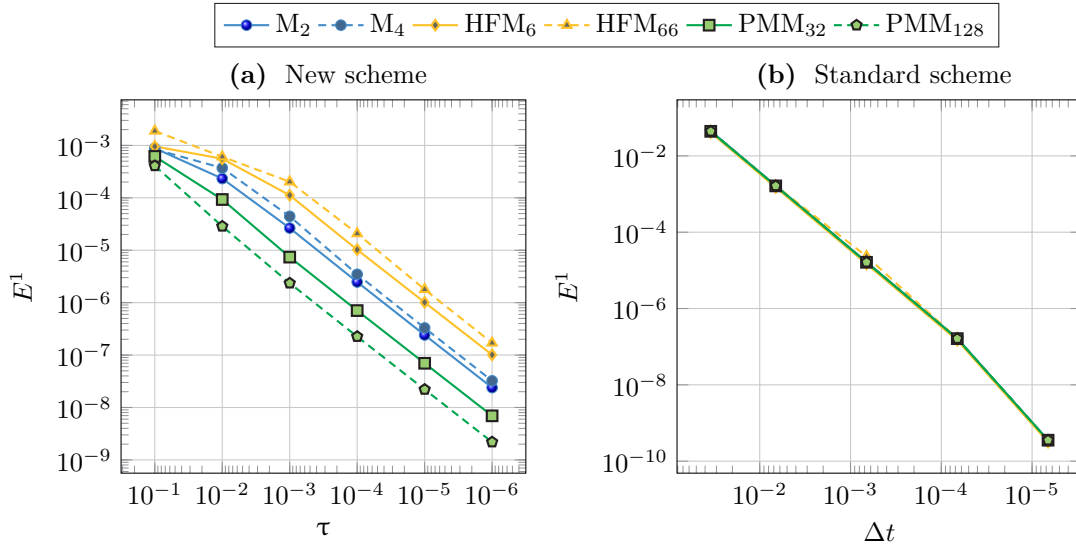 M₂ M₄ HFM₆ HFM₆₆ PMM₃₂ PMM₁₂₈
(a) New scheme
10⁻³
10⁻⁴
10⁻⁵
10⁻⁶
10⁻⁷
10⁻⁸
10⁻⁹
E¹
10⁻¹ 10⁻² 10⁻³ 10⁻⁴ 10⁻⁵ 10⁻⁶
τ
(b) Standard scheme
10⁻²
10⁻⁴
10⁻⁶
10⁻⁸
10⁻¹⁰
E¹
10⁻² 10⁻³ 10⁻⁴ 10⁻⁵
Δt